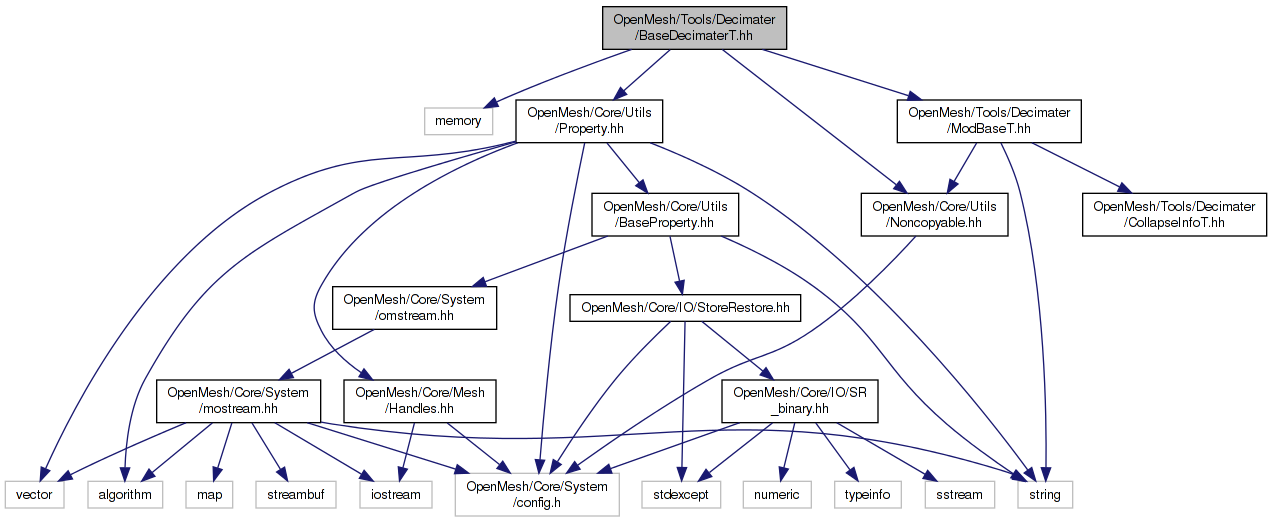 OpenMesh/Tools/Decimater
/BaseDecimaterT.hh
memory
OpenMesh/Core/Utils
/Property.hh
OpenMesh/Tools/Decimater
/ModBaseT.hh
OpenMesh/Core/Utils
/BaseProperty.hh
OpenMesh/Core/Utils
/Noncopyable.hh
OpenMesh/Tools/Decimater
/CollapseInfoT.hh
OpenMesh/Core/System
/omstream.hh
OpenMesh/Core/IO/StoreRestore.hh
OpenMesh/Core/System
/mostream.hh
OpenMesh/Core/Mesh
/Handles.hh
OpenMesh/Core/IO/SR
_binary.hh
vector
algorithm
map
streambuf
iostream
OpenMesh/Core/System
/config.h
stdexcept
numeric
typeinfo
sstream
string